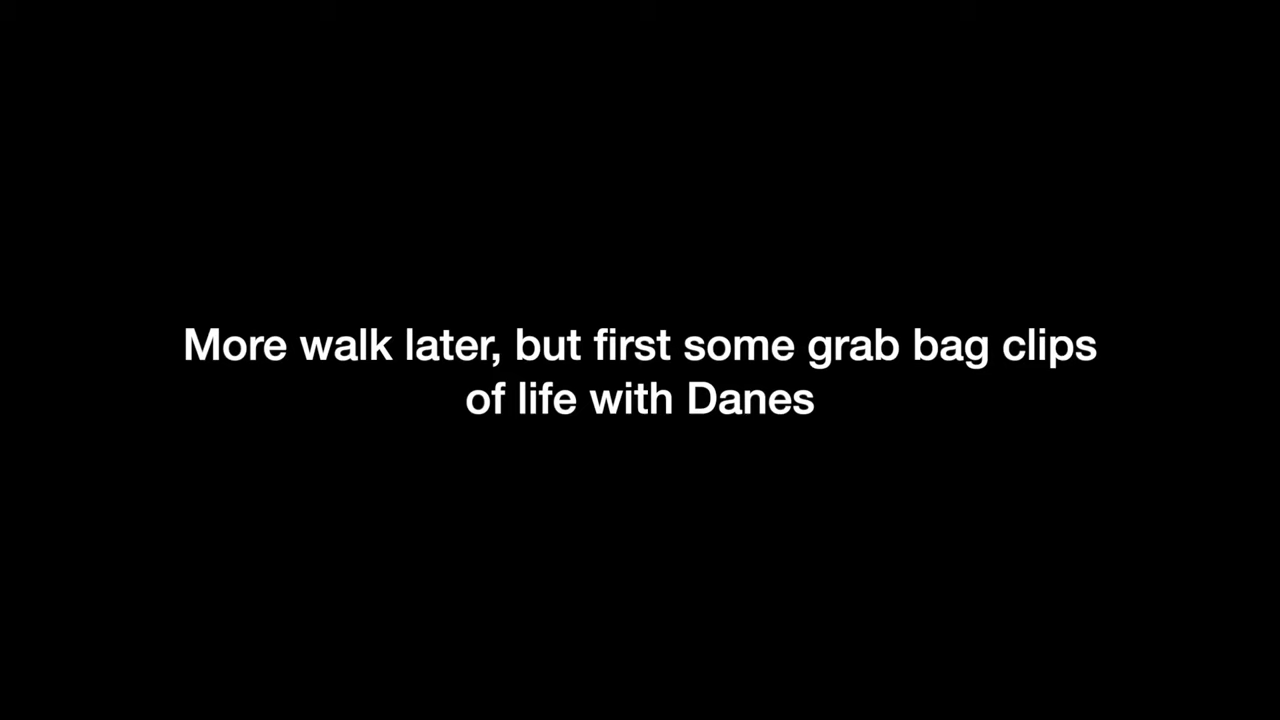 More walk later, but first some grab bag clips
of life with Danes